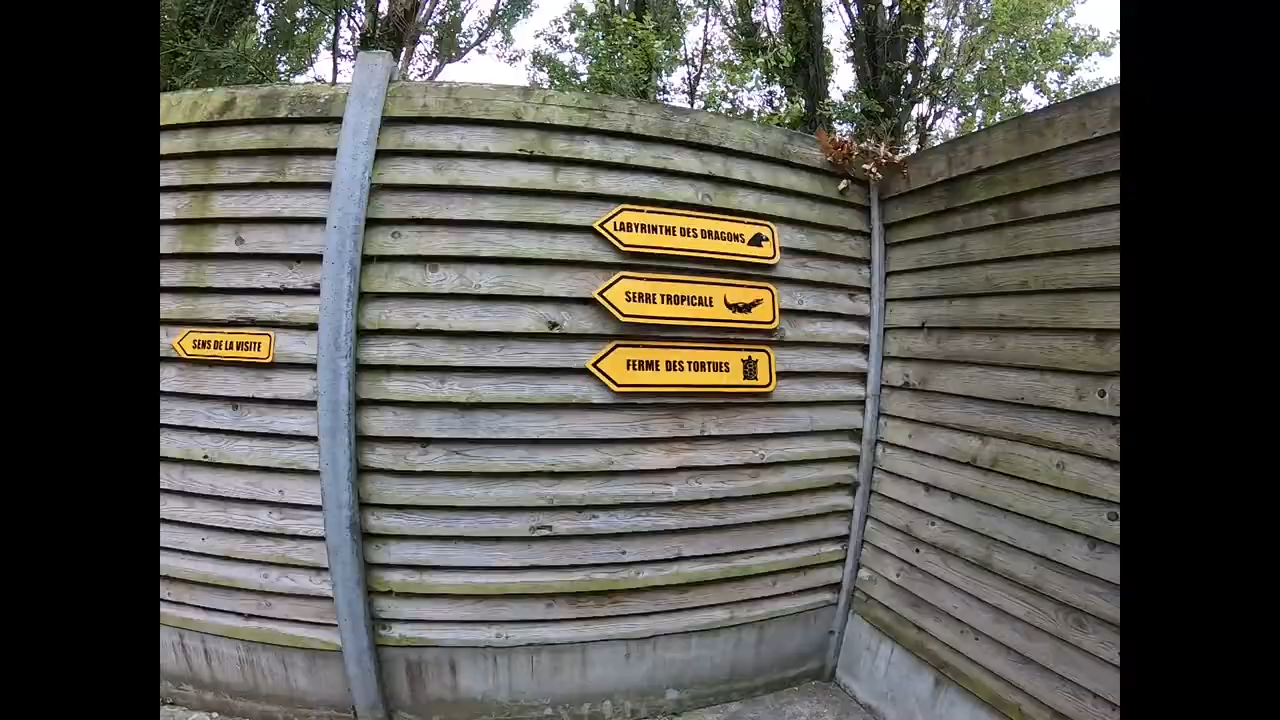 LABYRINTHE DES DRAGONS
SERRE TROPICALE
SENS DE LA VISITE
FERME DES TORTUES